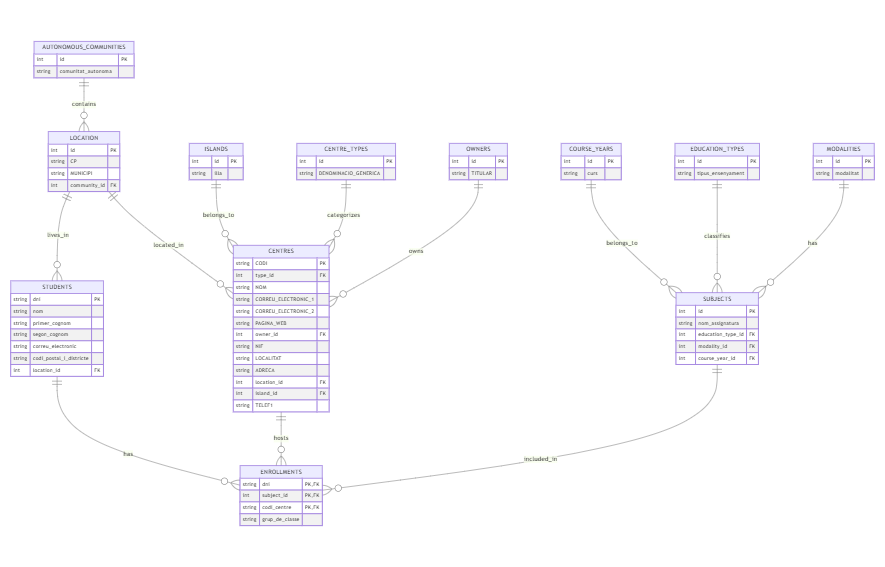 AUTONOMOUS_COMMUNITIES
int id PK
string comunitat_autonoma
contains
LOCATION
int id PK
string CP
string MUNICIPI
int community_id FK
ISLANDS
int id PK
string illa
CENTRE_TYPES
int id PK
string DENOMINACIO_GENERICA
OWNERS
int id PK
string TITULAR
COURSE_YEARS
int id PK
string curs
EDUCATION_TYPES
int id PK
string tipus_ensenyament
MODALITIES
int id PK
string modalitat
lives_in
located_in
belongs_to
categorizes
owns
belongs_to
classifies
has
STUDENTS
string dni PK
string nom
string primer_cognom
string segon_cognom
string correu_electronic
string codi_postal_i_districte
int location_id FK
CENTRES
string CODI PK
int type_id FK
string NOM
string CORREU_ELECTRONIC_1
string CORREU_ELECTRONIC_2
string PAGINA_WEB
int owner_id FK
string NIF
string LOCALITAT
string ADRECA
int location_id FK
int island_id FK
string TELEF1
SUBJECTS
int id PK
string nom_assignatura
int education_type_id FK
int modality_id FK
int course_year_id FK
has
hosts
included_in
ENROLLMENTS
string dni PK,FK
int subject_id PK,FK
string codi_centre PK,FK
string grup_de_classe